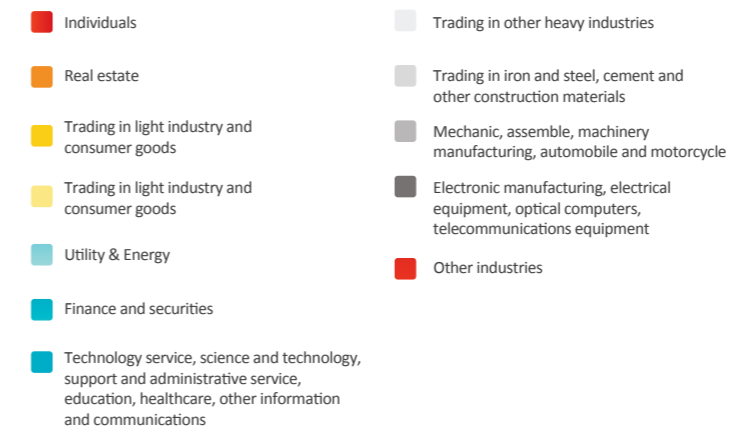 Individuals
Real estate
Trading in light industry and
consumer goods
Trading in light industry and
consumer goods
Utility & Energy
Finance and securities
Technology service, science and technology,
support and administrative service,
education, healthcare, other information
and communications
Trading in other heavy industries
Trading in iron and steel, cement and
other construction materials
Mechanic, assemble, machinery
manufacturing, automobile and motorcycle
Electronic manufacturing, electrical
equipment, optical computers,
telecommunications equipment
Other industries